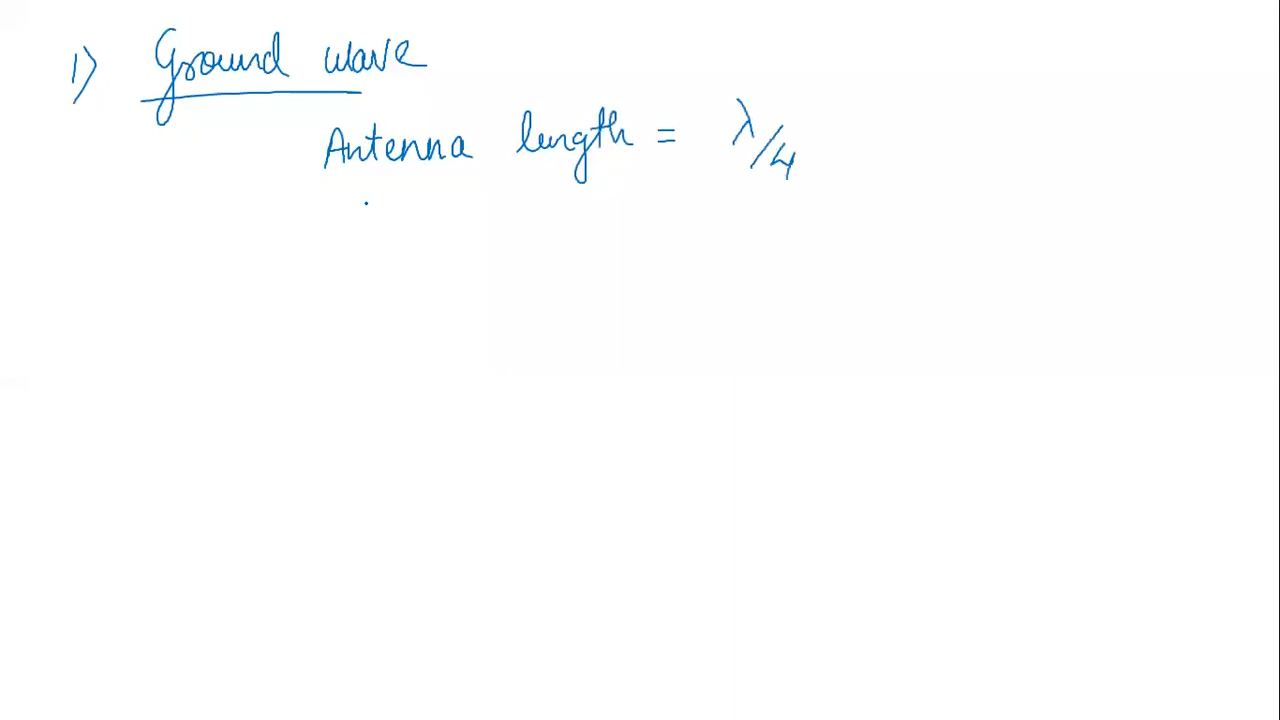 1) Ground wave
Antenna length = λ/4